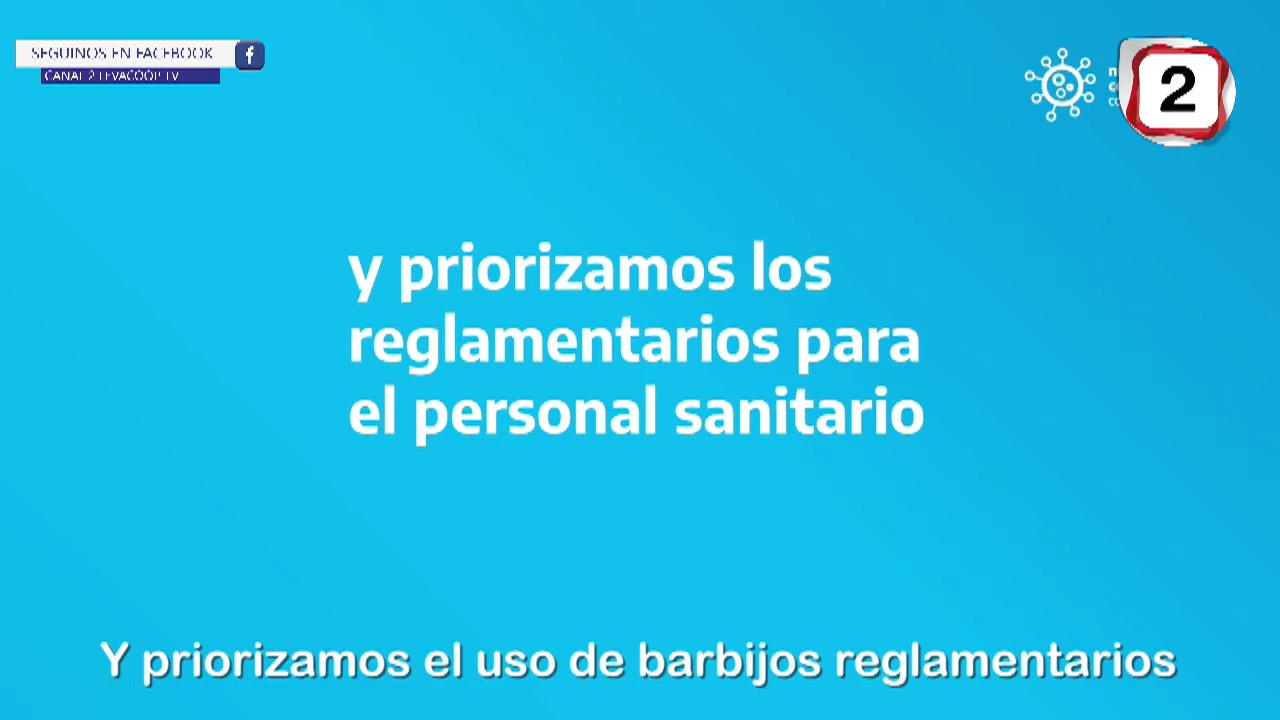 SEGUINOS EN FACEBOOK
CANAL 2 LEVACOOP TV
2
y priorizamos los
reglamentarios para
el personal sanitario
Y priorizamos el uso de barbijos reglamentarios